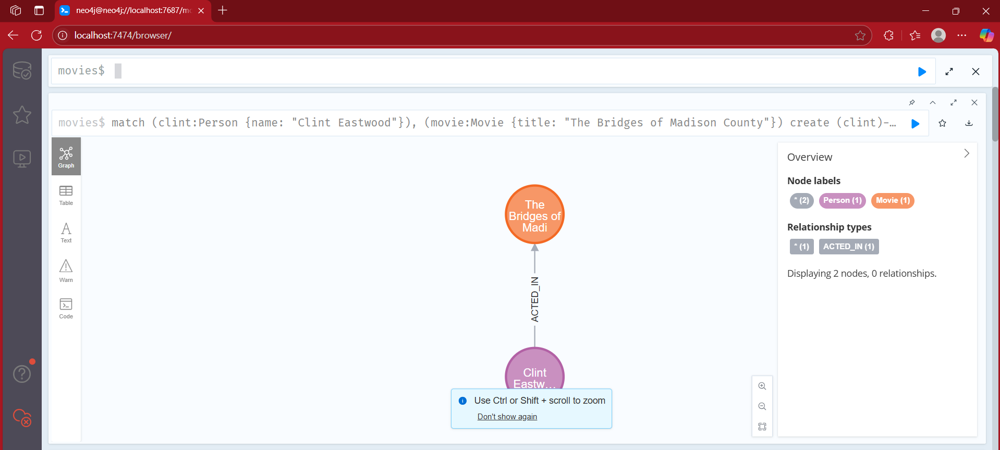 neo4j@neo4j://localhost:7687/mo
localhost:7474/browser/
movies$
movies$ match (clint:Person {name: "Clint Eastwood"}), (movie:Movie {title: "The Bridges of Madison County"}) create (clint)-…
Graph
Table
Text
Warn
Code
The
Bridges of
Madi
ACTED_IN
Clint
Eastw…
Use Ctrl or Shift + scroll to zoom
Don't show again
Overview
Node labels
* (2) Person (1) Movie (1)
Relationship types
* (1) ACTED_IN (1)
Displaying 2 nodes, 0 relationships.